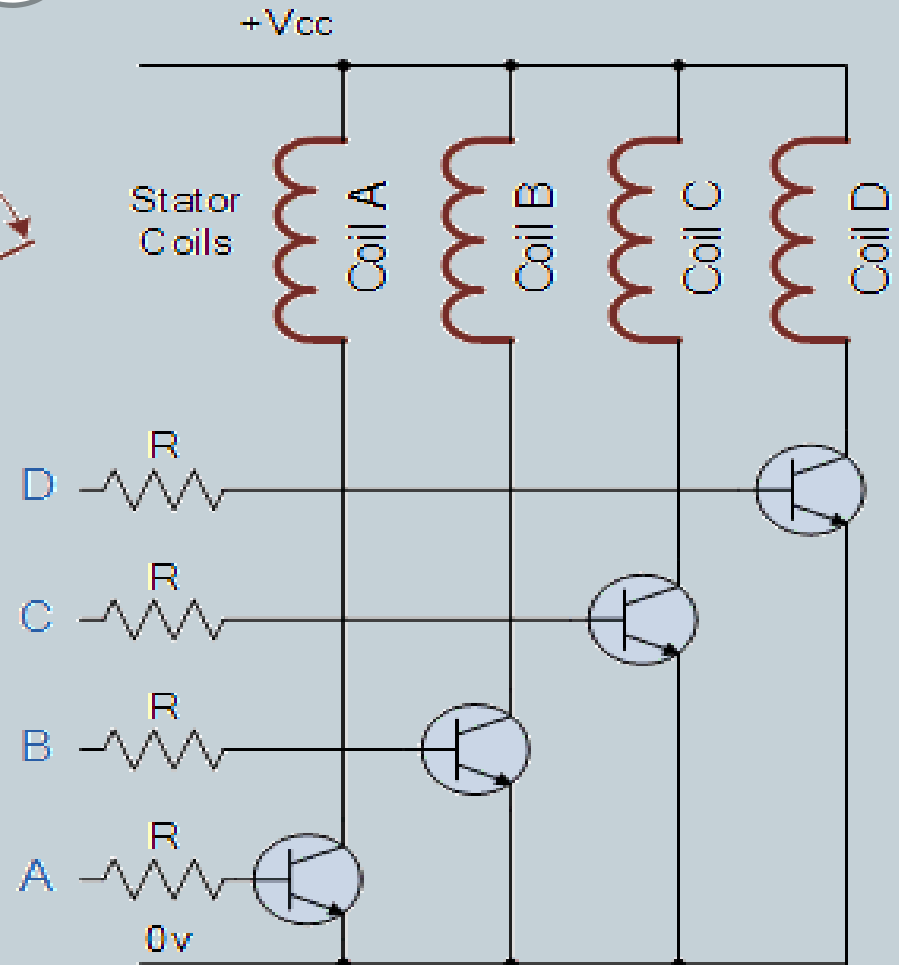 +Vcc
Stator
Coils
Coil A
Coil B
Coil C
Coil D
R
D
R
C
R
B
R
A
0v